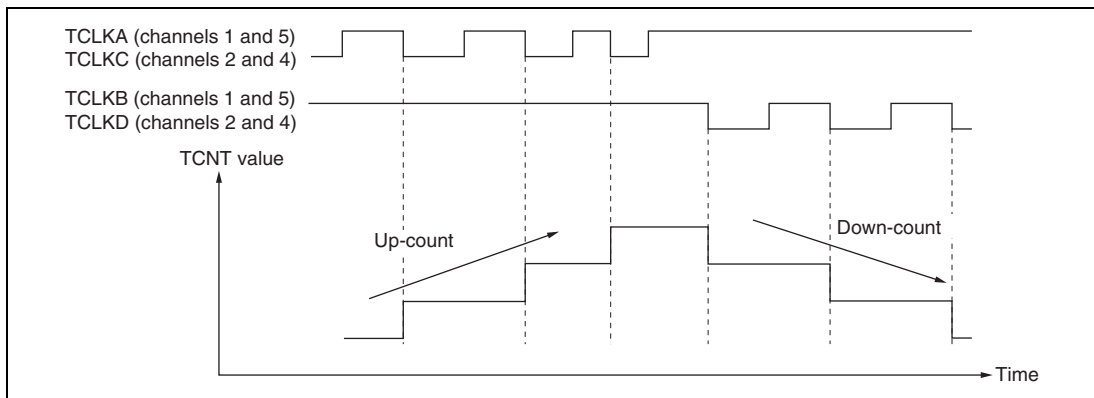 TCLKA (channels 1 and 5)
TCLKC (channels 2 and 4)
TCLKB (channels 1 and 5)
TCLKD (channels 2 and 4)
TCNT value
Up-count
Down-count
Time